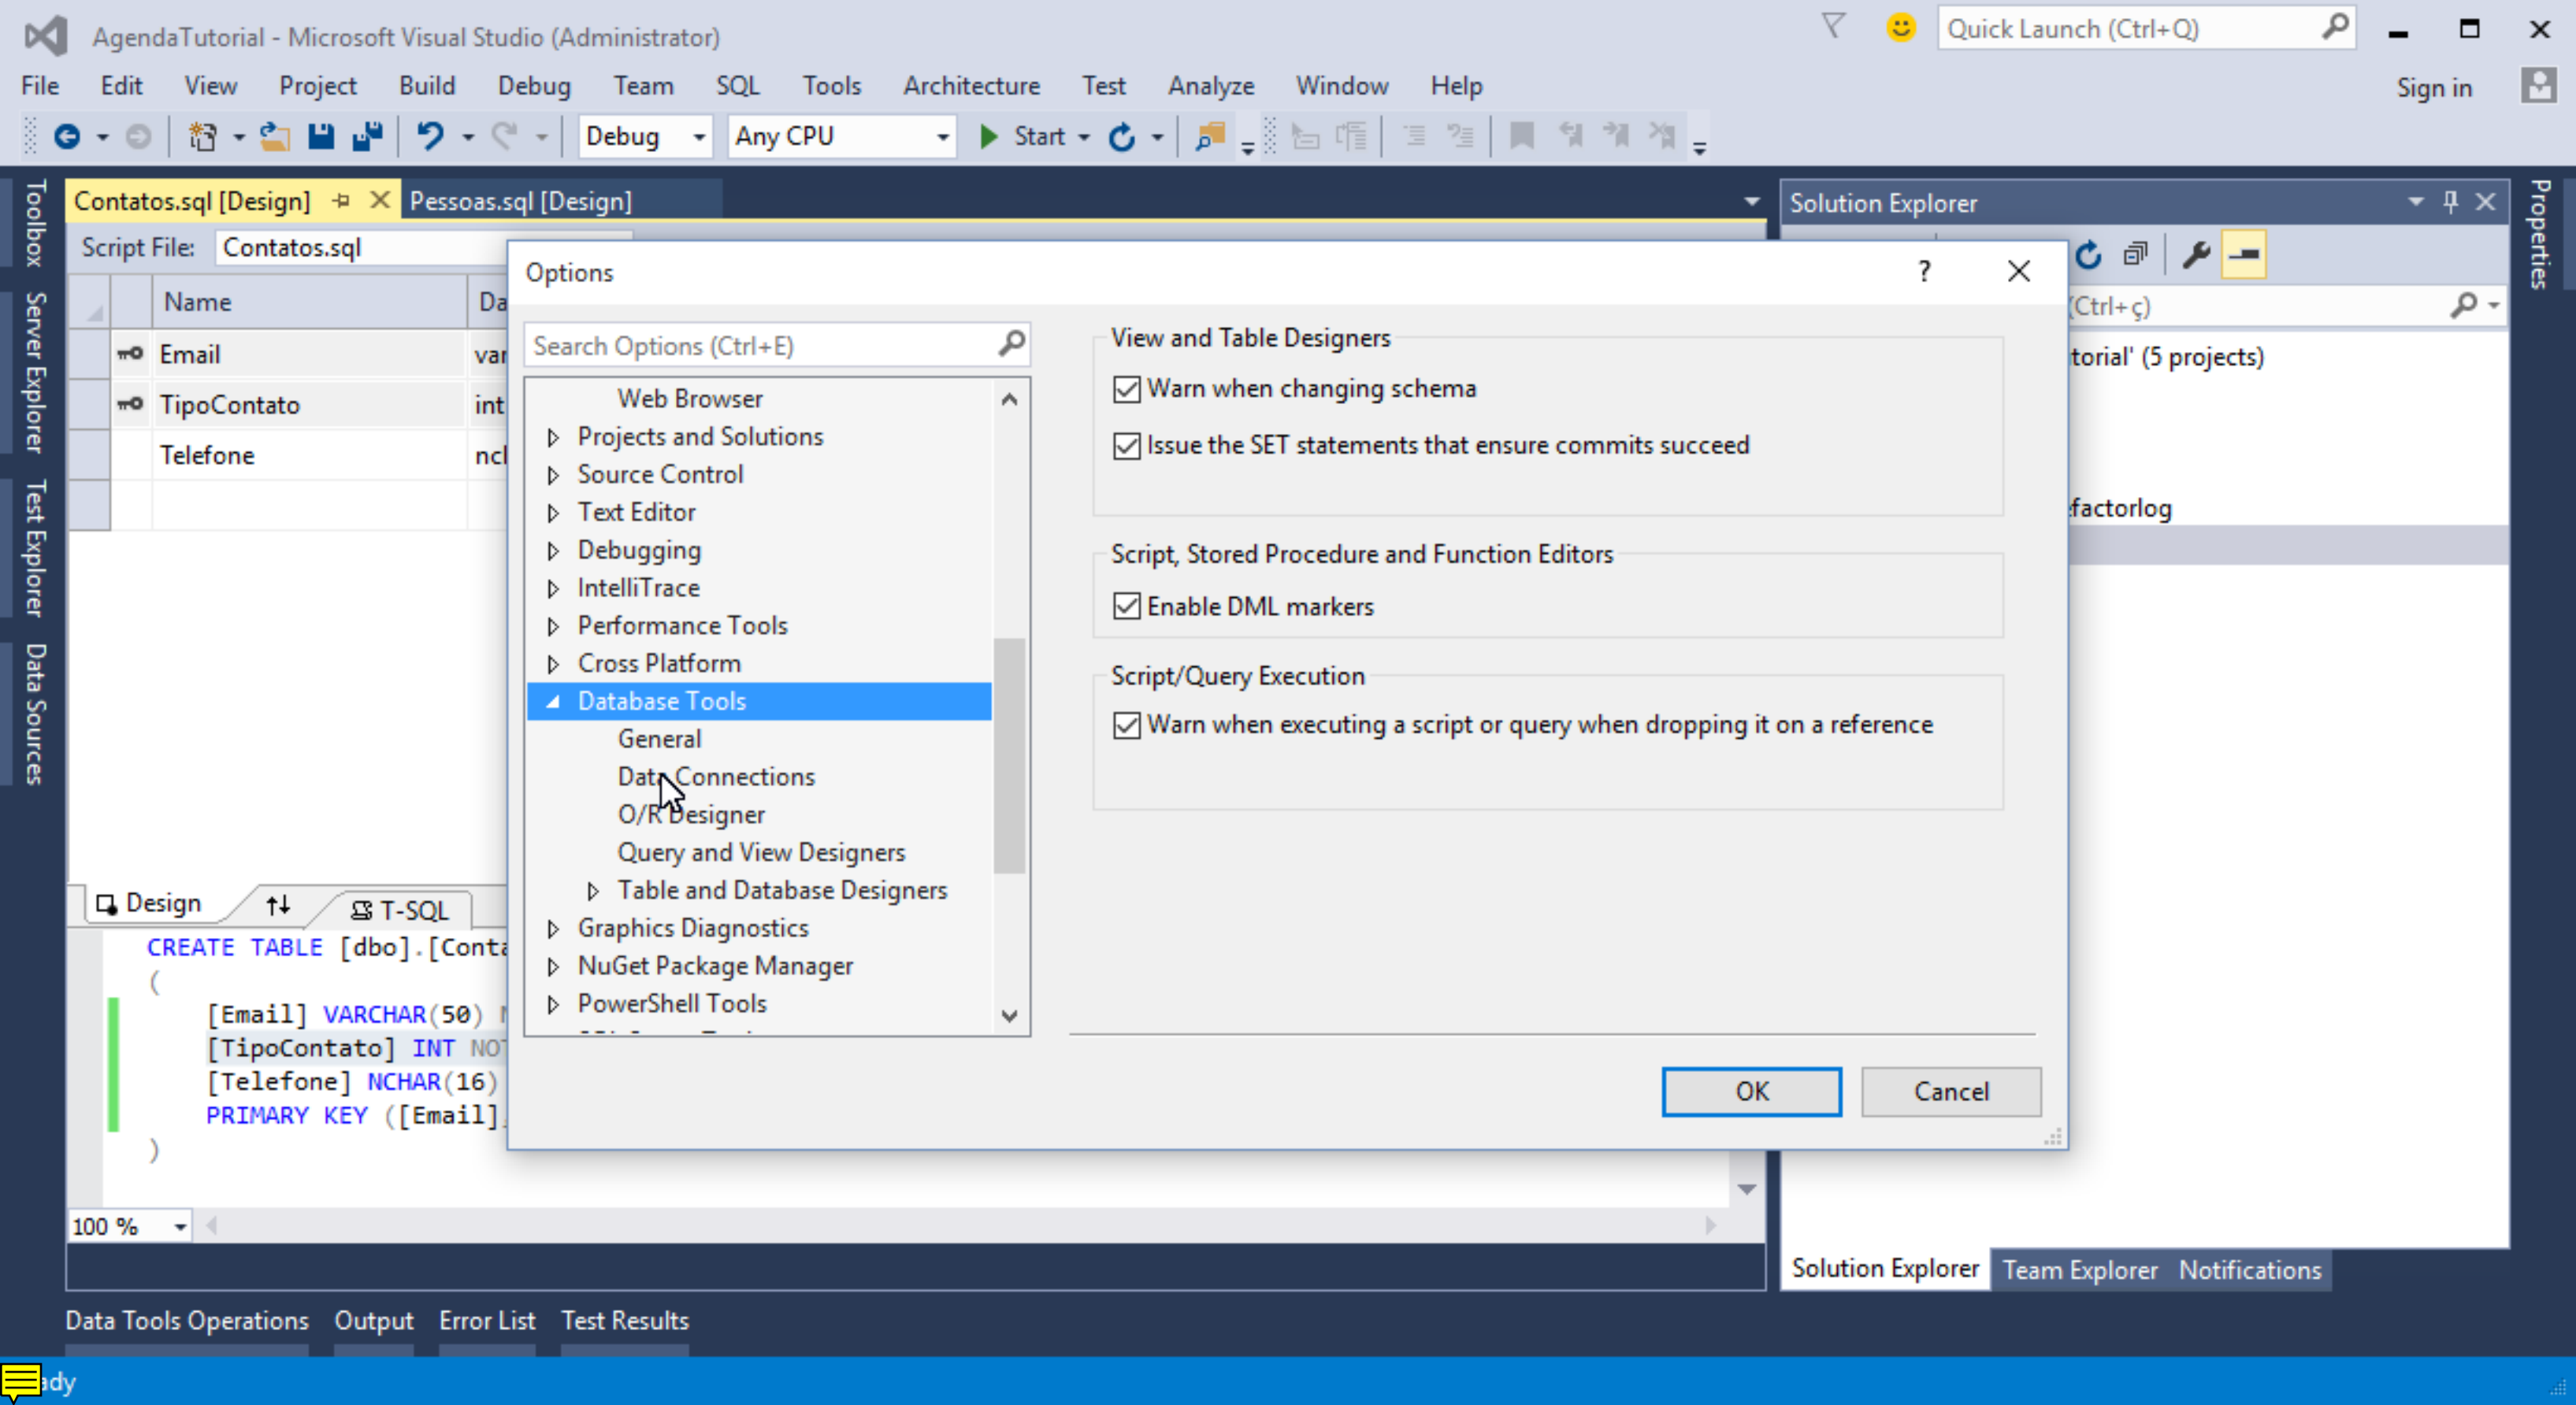 AgendaTutorial - Microsoft Visual Studio (Administrator)
Quick Launch (Ctrl+Q)
File Edit View Project Build Debug Team SQL Tools Architecture Test Analyze Window Help
Sign in
Debug Any CPU Start
Toolbox
Server Explorer
Test Explorer
Data Sources
Contatos.sql [Design]
Pessoas.sql [Design]
Script File: Contatos.sql
Name
Email
TipoContato int
Telefone
Design
T-SQL
CREATE TABLE [dbo].
(
[Email] VARCHAR(50)
[TipoContato] INT
[Telefone] NCHAR(16)
PRIMARY KEY ([Email]
)
100 %
Options
?
Search Options (Ctrl+E)
Web Browser
Projects and Solutions
Source Control
Text Editor
Debugging
IntelliTrace
Performance Tools
Cross Platform
Database Tools
General
Data Connections
O/R Designer
Query and View Designers
Table and Database Designers
Graphics Diagnostics
NuGet Package Manager
PowerShell Tools
View and Table Designers
Warn when changing schema
Issue the SET statements that ensure commits succeed
Script, Stored Procedure and Function Editors
Enable DML markers
Script/Query Execution
Warn when executing a script or query when dropping it on a reference
OK
Cancel
Solution Explorer
(Ctrl+ç)
(5 projects)
Properties
Solution Explorer Team Explorer Notifications
Data Tools Operations Output Error List Test Results